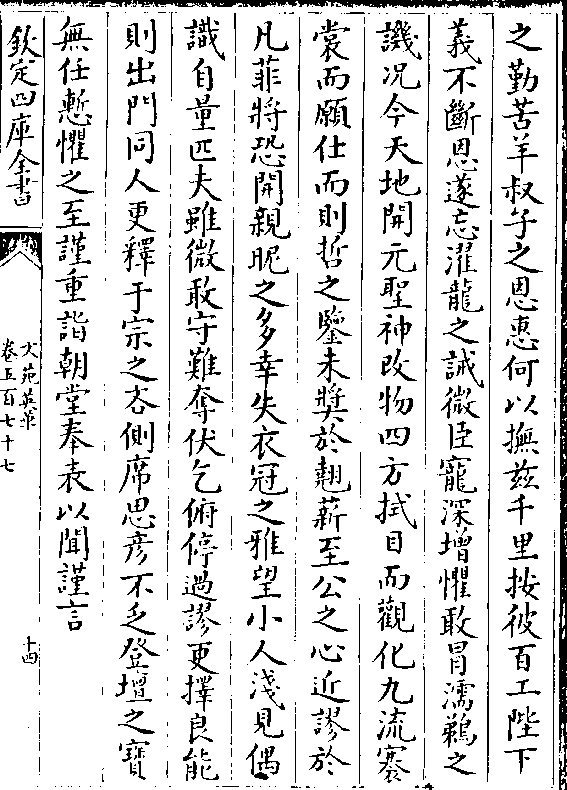 之勤苦羊叔子之恩惠何以撫兹千里按彼百工陛下
義不斷恩遂忘濯龍之誡微臣寵深増懼敢冐濡鵜之
譏况今天地開元聖神改物四方拭目而觀化九流褰
裳而願仕而則哲之鑒未奬於翹薪至公之心近謬於
凡菲將恐開親昵之多幸失衣冠之雅望小人淺見偶
識自量匹夫雖微敢守難奪伏乞俯停過謬更擇良能
則出門同人更釋于宗之吝側席思彦不乏登壇之寶
無任慙懼之至謹重詣朝堂奉表以聞謹言
欽定四庫全書
文苑英華
卷五百七十七
十四